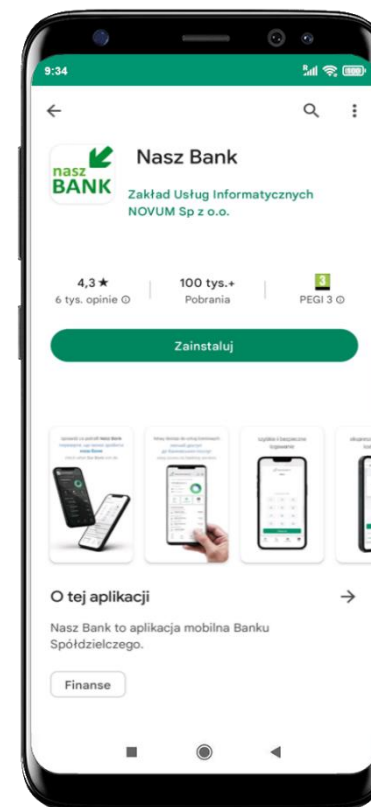 9:34
nasz
BANK
Nasz Bank
Zakład Usług Informatycznych
NOVUM Sp z o.o.
4,3★
6 tys. opinie
100 tys.+
Pobrania
3
PEGI 3
Zainstaluj
O tej aplikacji
Nasz Bank to aplikacja mobilna Banku
Spółdzielczego.
Finanse